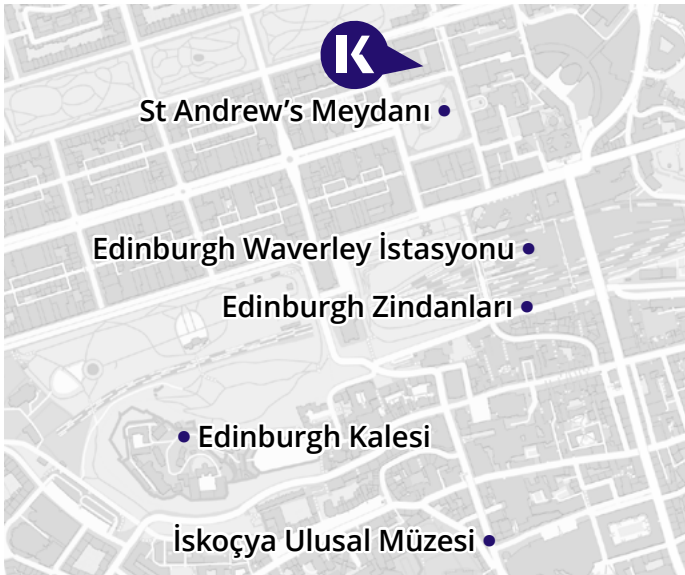 K
St Andrew’s Meydanı
Edinburgh Waverley İstasyonu
Edinburgh Zindanları
Edinburgh Kalesi
İskoçya Ulusal Müzesi